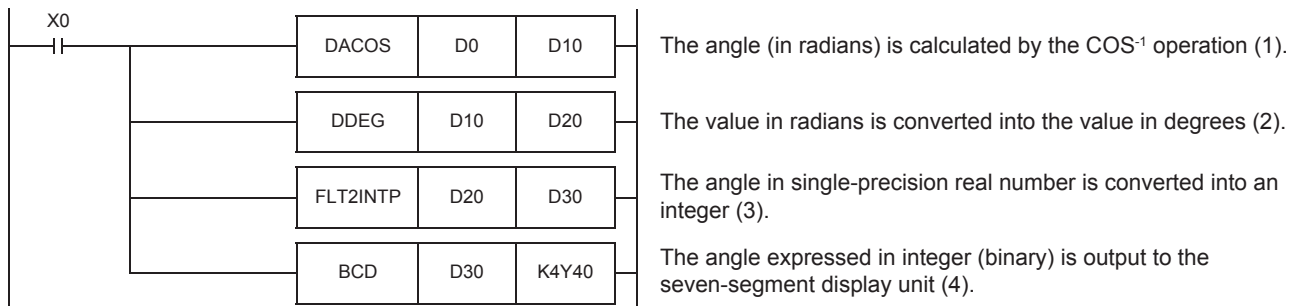 X0
DACOS D0 D10
The angle (in radians) is calculated by the COS-1 operation (1).
DDEG D10 D20
The value in radians is converted into the value in degrees (2).
FLT2INTP D20 D30
The angle in single-precision real number is converted into an
integer (3).
BCD D30 K4Y40
The angle expressed in integer (binary) is output to the
seven-segment display unit (4).